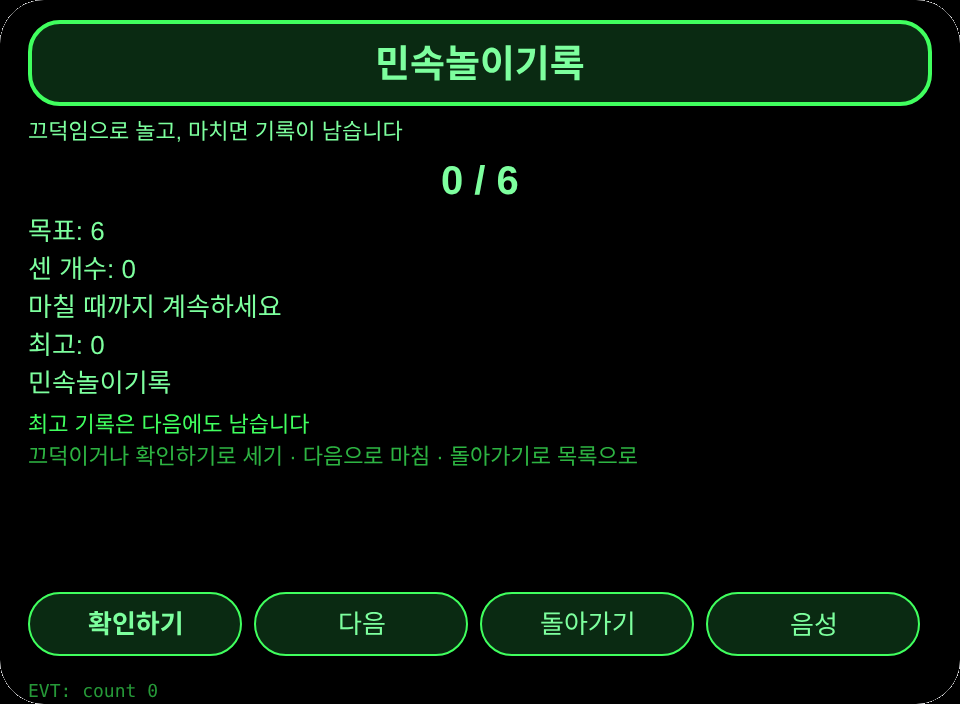 민속놀이기록
끄덕임으로 놀고, 마치면 기록이 남습니다
0 / 6
목표: 6
센 개수: 0
마칠 때까지 계속하세요
최고: 0
민속놀이기록
최고 기록은 다음에도 남습니다
끄덕이거나 확인하기로 세기 · 다음으로 마침 · 돌아가기로 목록으로
확인하기 다음 돌아가기 음성
EVT: count 0